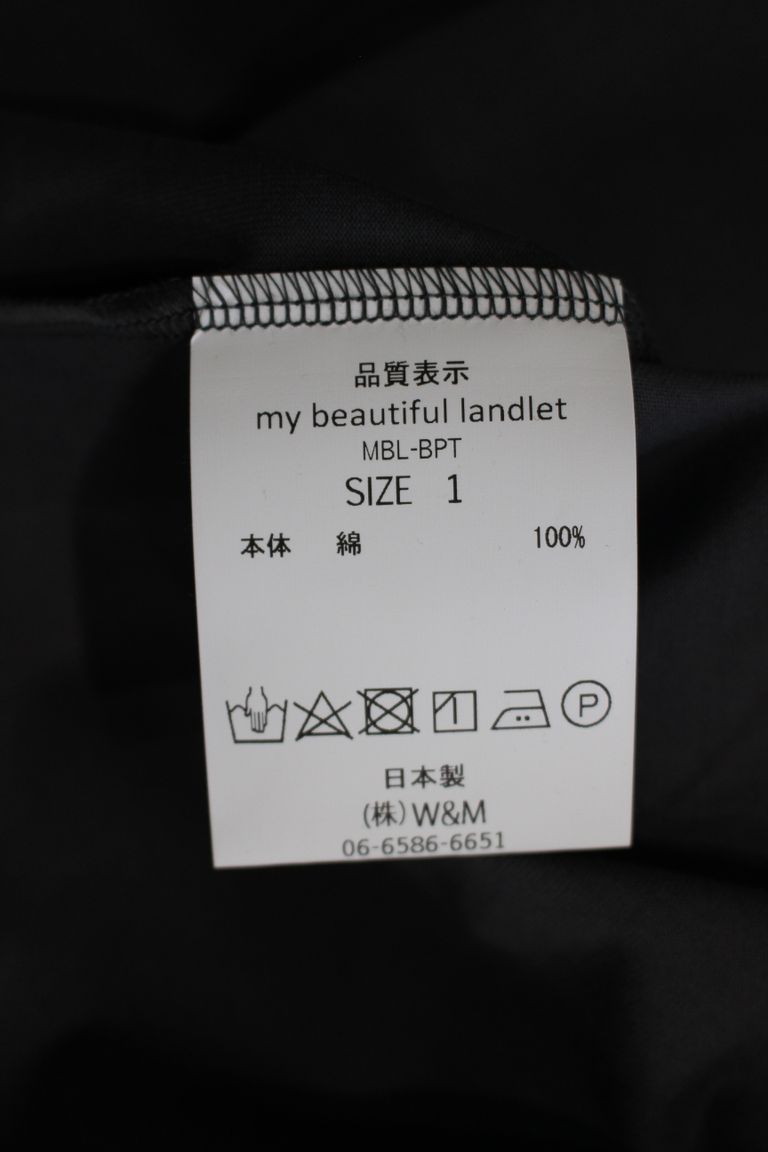 品質表示
my beautiful landlet
MBL-BPT
SIZE 1
本体 綿 100%
P
日本製
(株)W&M
06-6586-6651